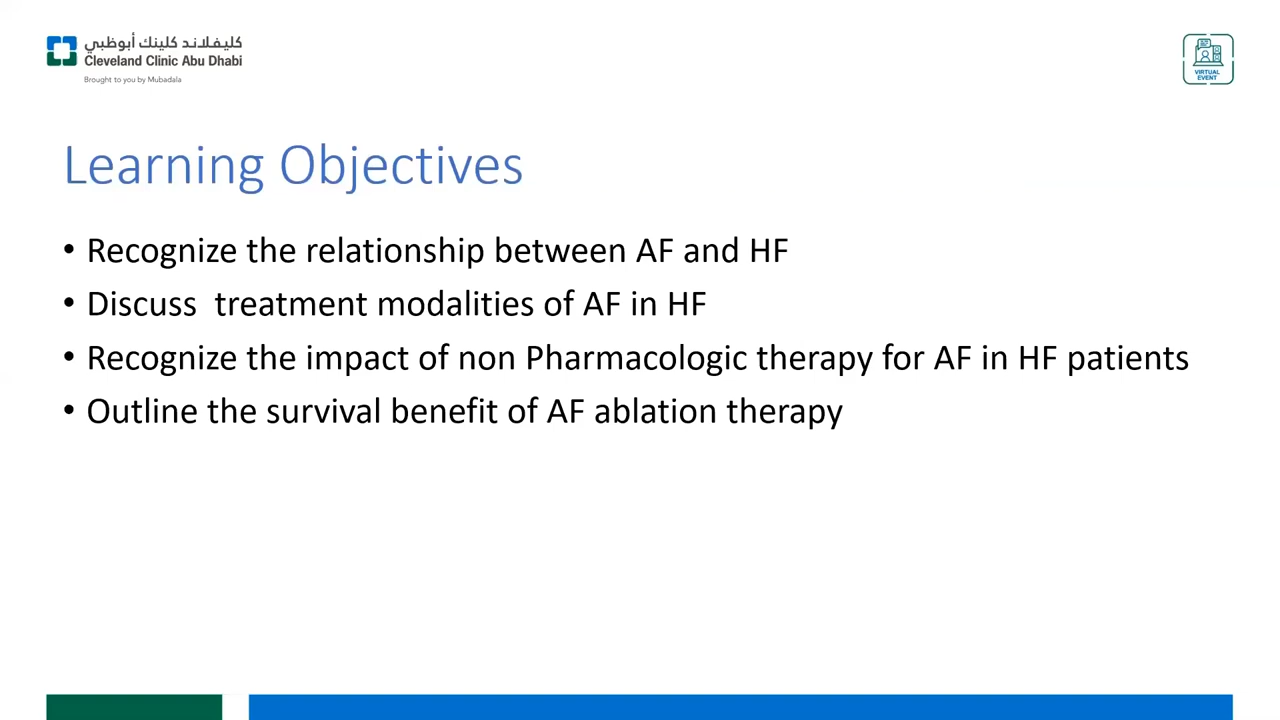 كليفلاند كلينك أبوظبي
Cleveland Clinic Abu Dhabi
Brought to you by Mubadala
VIRTUAL
EVENT
Learning Objectives
• Recognize the relationship between AF and HF
• Discuss  treatment modalities of AF in HF
• Recognize the impact of non Pharmacologic therapy for AF in HF patients
• Outline the survival benefit of AF ablation therapy